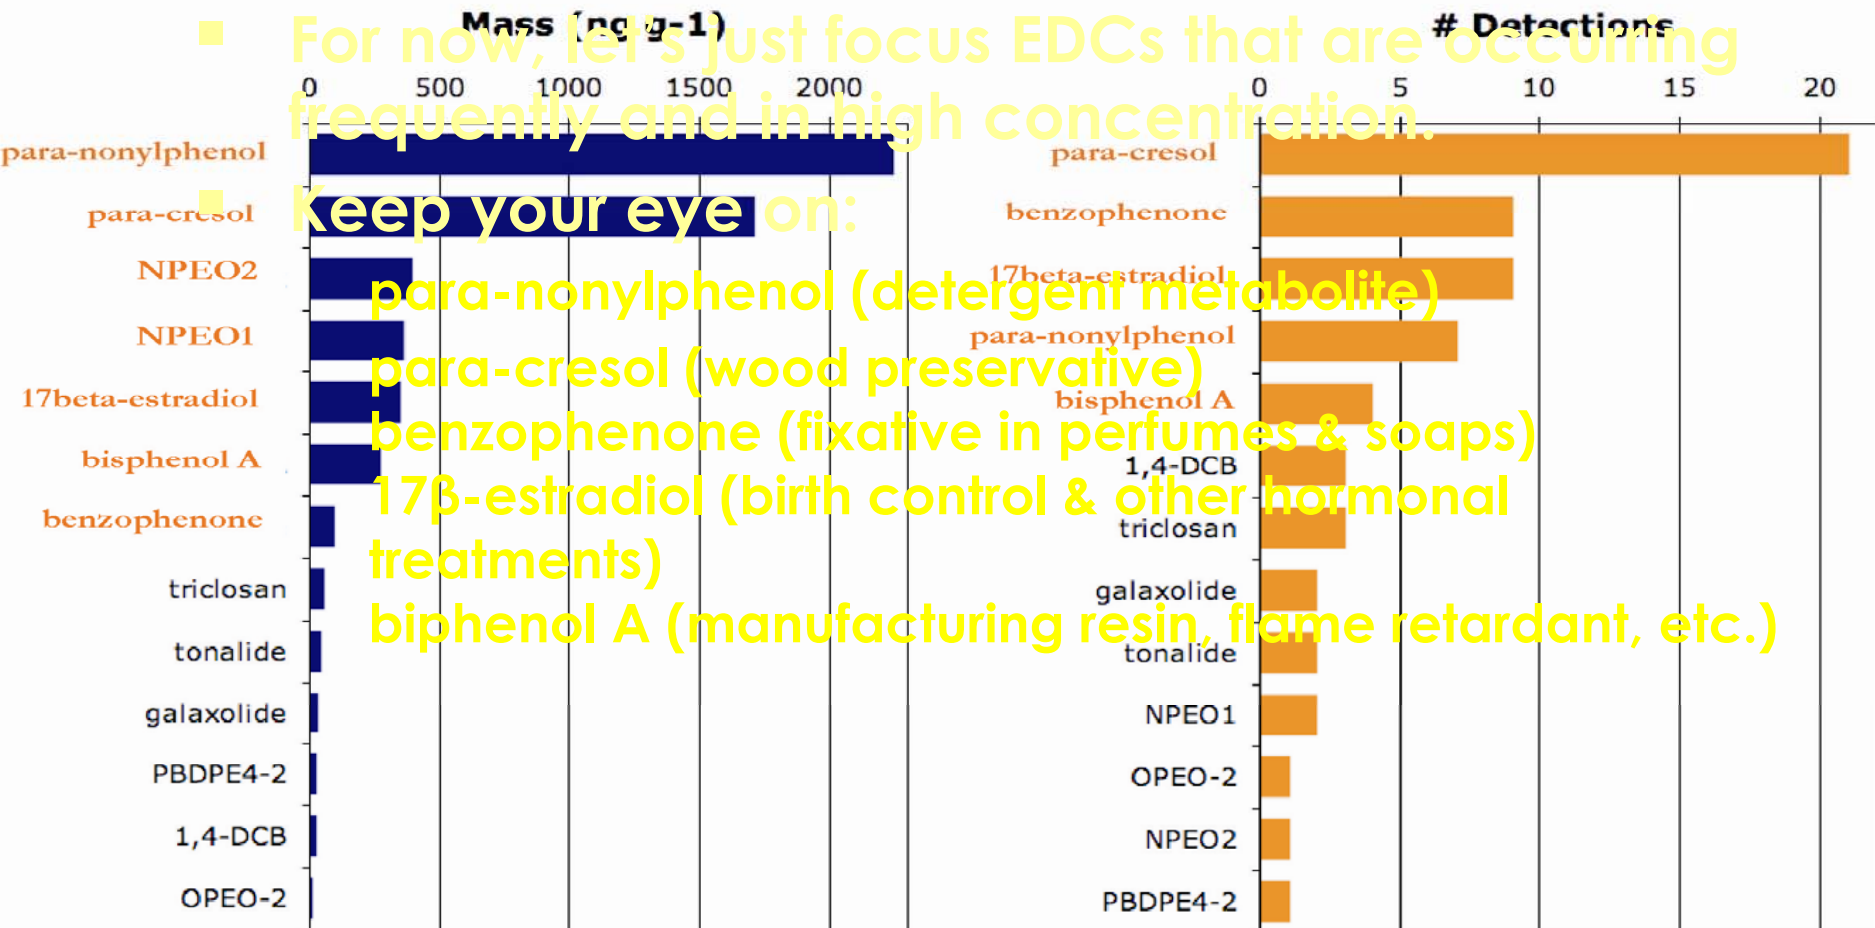 Mass (ng g-1)
# Detections
▪ For now, let's just focus EDCs that are occurring
frequently and in high concentration.
▪ Keep your eye on:
para-nonylphenol (detergent metabolite)
para-cresol (wood preservative)
benzophenone (fixative in perfumes & soaps)
17β-estradiol (birth control & other hormonal
treatments)
biphenol A (manufacturing resin, flame retardant, etc.)
0 500 1000 1500 2000
para-nonylphenol
para-cresol
NPEO2
NPEO1
17beta-estradiol
bisphenol A
benzophenone
triclosan
tonalide
galaxolide
PBDPE4-2
1,4-DCB
OPEO-2
0 5 10 15 20
para-cresol
benzophenone
17beta-estradiol
para-nonylphenol
bisphenol A
1,4-DCB
triclosan
galaxolide
tonalide
NPEO1
OPEO-2
NPEO2
PBDPE4-2